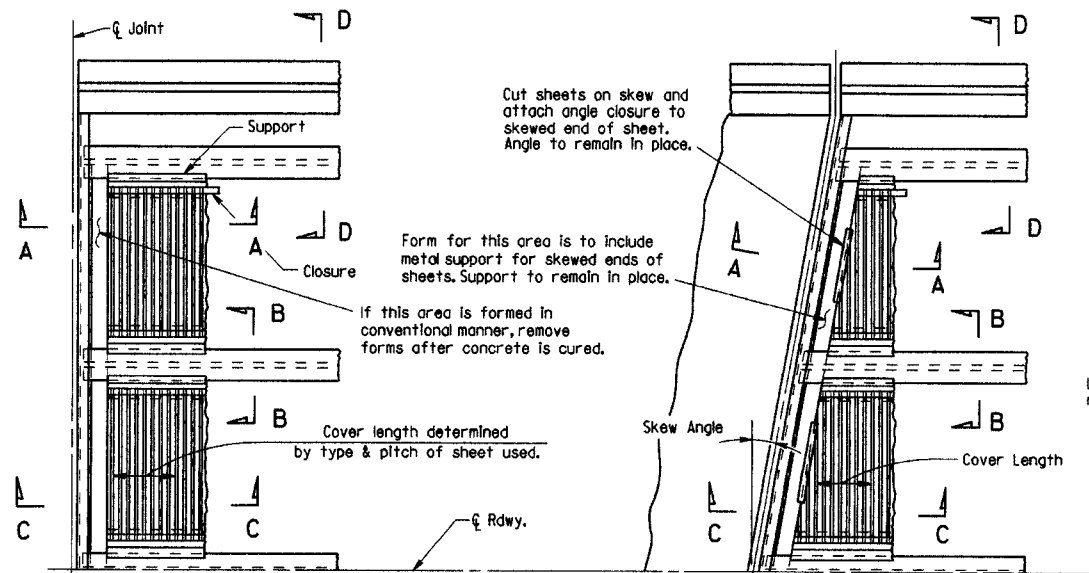 ℄ Joint
D
D
Support
Cut sheets on skew and
attach angle closure to
skewed end of sheet.
Angle to remain in place.
A
A
D
Closure
Form for this area is to include
metal support for skewed ends of
sheets. Support to remain in place.
A
A
D
If this area is formed in
conventional manner, remove
forms after concrete is cured.
B
B
B
B
Cover length determined
by type & pitch of sheet used.
Skew Angle
Cover Length
C
C
C
C
℄ Rdwy.